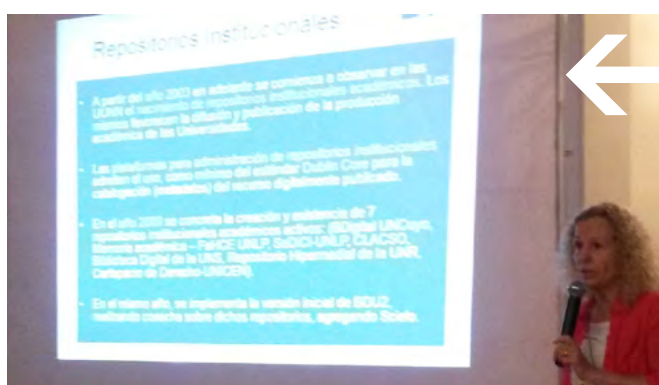 Repositorios Institucionales
A partir del año 2003 en adelante se comienza a observar en las
UUNN el nacimiento de repositorios institucionales académicos. Los
mismos favorecen la difusión y publicación de la producción
académica de las Universidades.
Las plataformas para administración de repositorios institucionales
admiten el uso, como mínimo del estándar Dublin Core para la
catalogación (metadatos) del recurso digitalmente publicado.
En el año 2009 se concreta la creación y existencia de 7
repositorios institucionales académicos activos: (BDigital UNCuyo,
Memoria académica – FaHCE UNLP, SeDiCI-UNLP, CLACSO,
Biblioteca Digital de la UNS, Repositorio Hipermedial de la UNR,
Cartapacio de Derecho-UNICEN).
En el mismo año, se implementa la versión inicial de BDU2,
realizando cosecha sobre dichos repositorios, agregando Scielo.